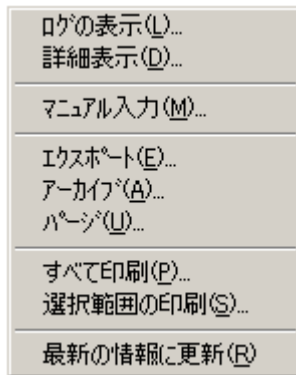 ﾛｸﾞの表示(L)...
詳細表示(D)...
ﾏﾆｭｱﾙ入力(M)...
ｴｸｽﾎﾟｰﾄ(E)...
ｱｰｶｲﾌﾞ(A)...
ﾊﾟｰｼﾞ(U)...
すべて印刷(P)...
選択範囲の印刷(S)...
最新の情報に更新(R)